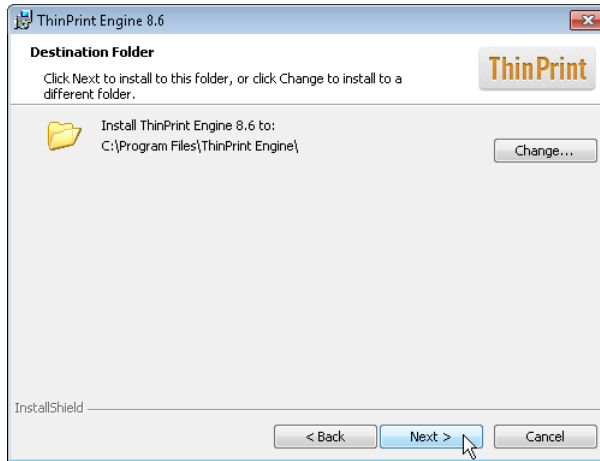 ThinPrint Engine 8.6
Destination Folder
Click Next to install to this folder, or click Change to install to a
different folder.
ThinPrint
Install ThinPrint Engine 8.6 to:
C:\Program Files\ThinPrint Engine\
Change...
InstallShield
< Back
Next >
Cancel